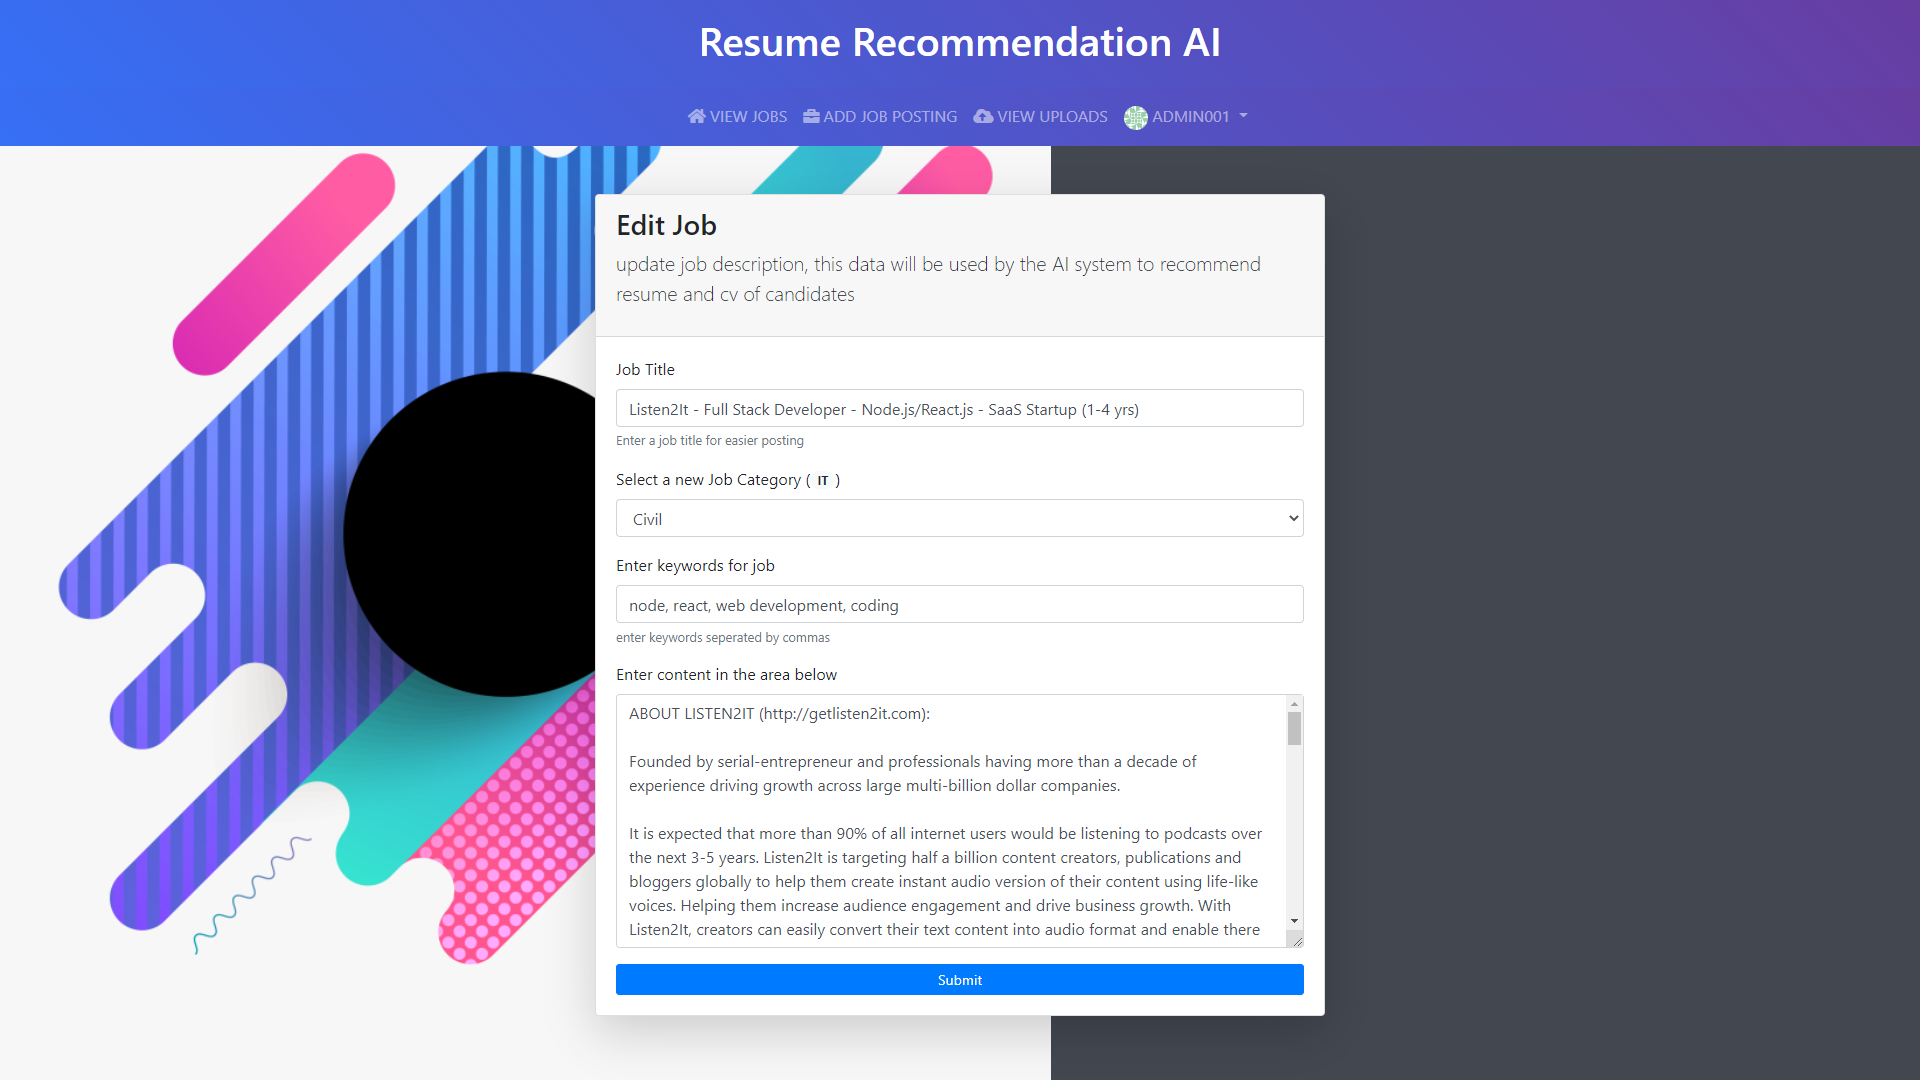 Resume Recommendation AI
VIEW JOBS ADD JOB POSTING VIEW UPLOADS ADMIN001
Edit Job
update job description, this data will be used by the AI system to recommend
resume and cv of candidates
Job Title
Listen2It - Full Stack Developer - Node.js/React.js - SaaS Startup (1-4 yrs)
Enter a job title for easier posting
Select a new Job Category ( IT )
Civil
Enter keywords for job
node, react, web development, coding
enter keywords seperated by commas
Enter content in the area below
ABOUT LISTEN2IT (http://getlisten2it.com):
Founded by serial-entrepreneur and professionals having more than a decade of
experience driving growth across large multi-billion dollar companies.
It is expected that more than 90% of all internet users would be listening to podcasts over
the next 3-5 years. Listen2It is targeting half a billion content creators, publications and
bloggers globally to help them create instant audio version of their content using life-like
voices. Helping them increase audience engagement and drive business growth. With
Listen2It, creators can easily convert their text content into audio format and enable there
Submit